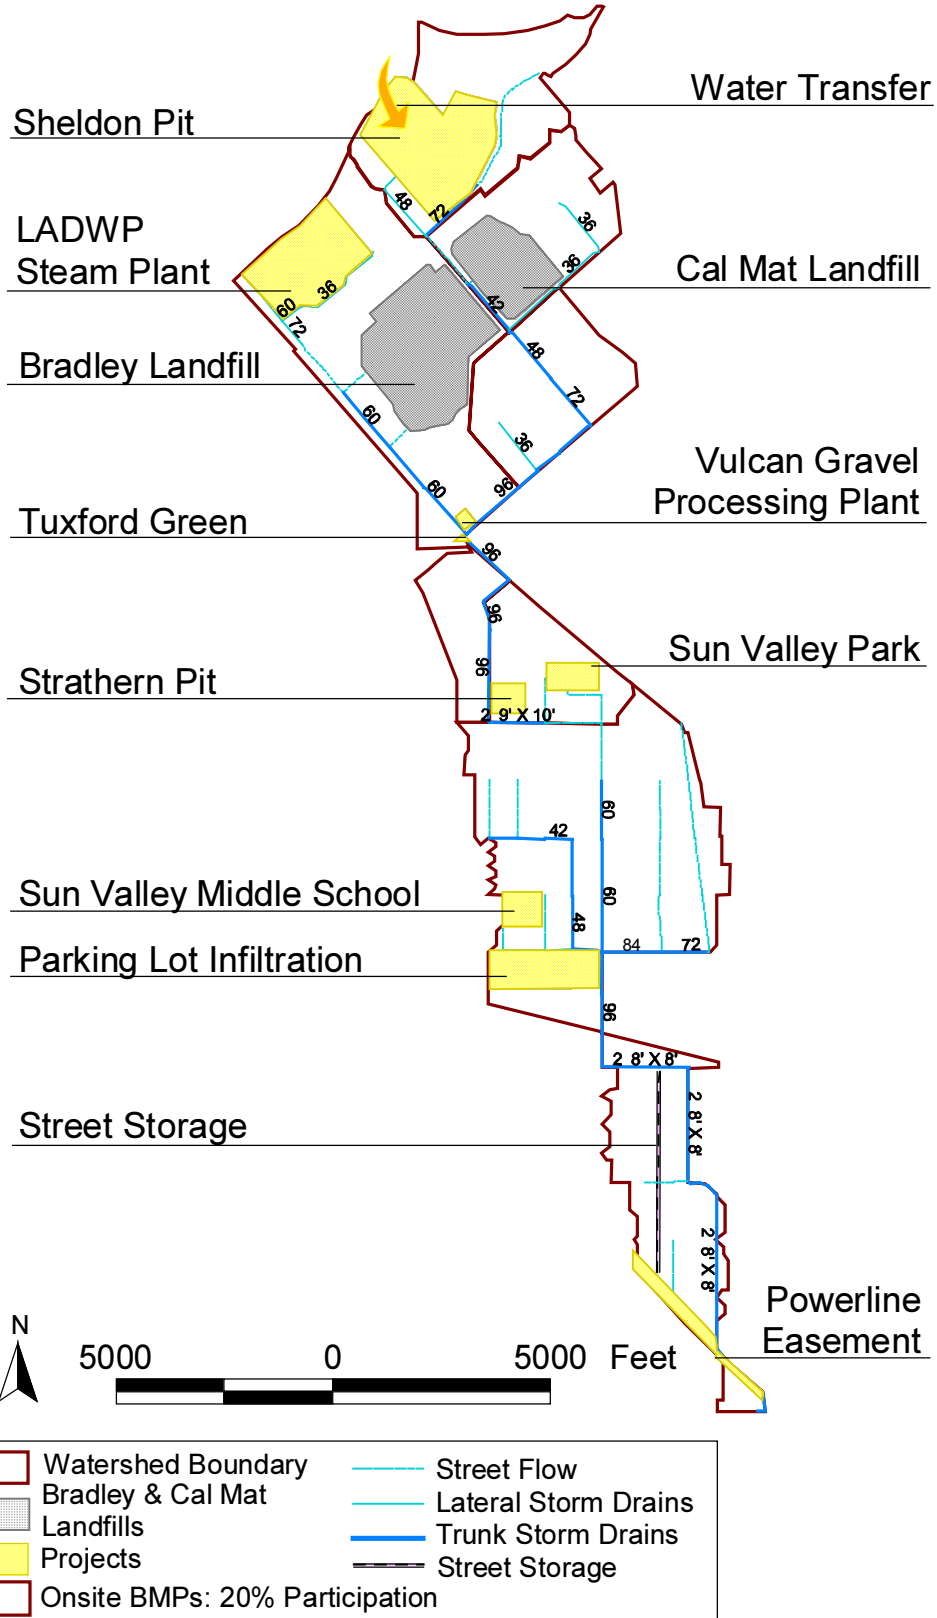 Water Transfer
Sheldon Pit
48
72
36
LADWP
Steam Plant
36
Cal Mat Landfill
36
60
72
42
48
Bradley Landfill
72
60
36
Vulcan Gravel
Processing Plant
60
96
Tuxford Green
96
96
Sun Valley Park
96
Strathern Pit
2 9' X 10'
60
42
Sun Valley Middle School
60
48
84
72
Parking Lot Infiltration
96
2 8' X 8'
Street Storage
2 8' X 8'
2 8' X 8'
Powerline
Easement
N
5000 0 5000 Feet
Watershed Boundary
Bradley & Cal Mat
Landfills
Projects
Onsite BMPs: 20% Participation
Street Flow
Lateral Storm Drains
Trunk Storm Drains
Street Storage